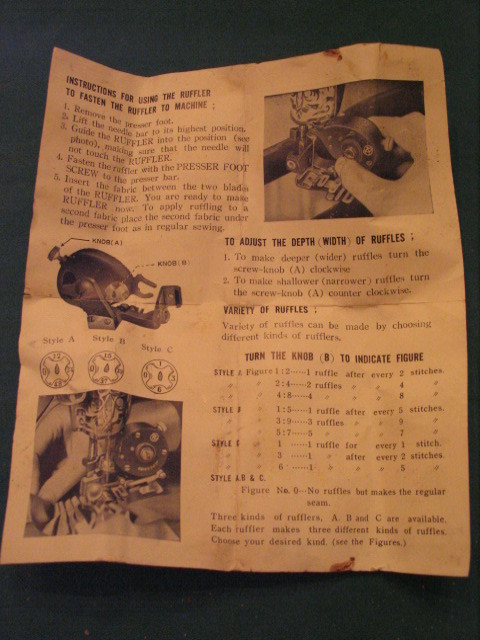 INSTRUCTIONS FOR USING THE RUFFLER
TO FASTEN THE RUFFLER TO MACHINE ;
1. Remove the presser foot.
2. Lift the needle bar to its highest position.
3. Guide the RUFFLER into the position (see
photo), making sure that the needle will
not touch the RUFFLER.
4. Fasten the ruffler with the PRESSER FOOT
SCREW to the presser bar.
5. Insert the fabric between the two blades
of the RUFFLER. You are ready to make
RUFFLER now. To apply ruffling to a
second fabric place the second fabric under
the presser foot as in regular sewing.
KNOB(A)
KNOB(B)
Style A Style B Style C
TO ADJUST THE DEPTH (WIDTH) OF RUFFLES ;
1. To make deeper (wider) ruffles turn the
screw-knob (A) clockwise
2. To make shallower (narrower) ruffles turn
the screw-knob (A) counter clockwise.
VARIETY OF RUFFLES ;
Variety of ruffles can be made by choosing
different kinds of rufflers.
TURN THE KNOB (B) TO INDICATE FIGURE
STYLE A Figure 1:2……1 ruffle after every 2 stitches.
〃 〃 2:4……2 ruffles 〃 4 〃
〃 〃 4:8……4 〃 〃 8 〃
STYLE B 〃 1:5……1 ruffle after every 5 stitches.
〃 〃 3:9……3 ruffles 〃 〃 9 〃
〃 〃 5:7……5 〃 〃 7 〃
STYLE 〃 1 ……1 ruffle for every 1 stitch.
〃 〃 3 ……1 〃 after every 2 stitches.
〃 〃 6 ……1 〃 〃 5 〃
STYLE A.B & C.
Figure No. 0…No ruffles but makes the regular
seam.
Three kinds of rufflers, A. B and C are available.
Each ruffler makes three different kinds of ruffles.
Choose your desired kind. (see the Figures.)